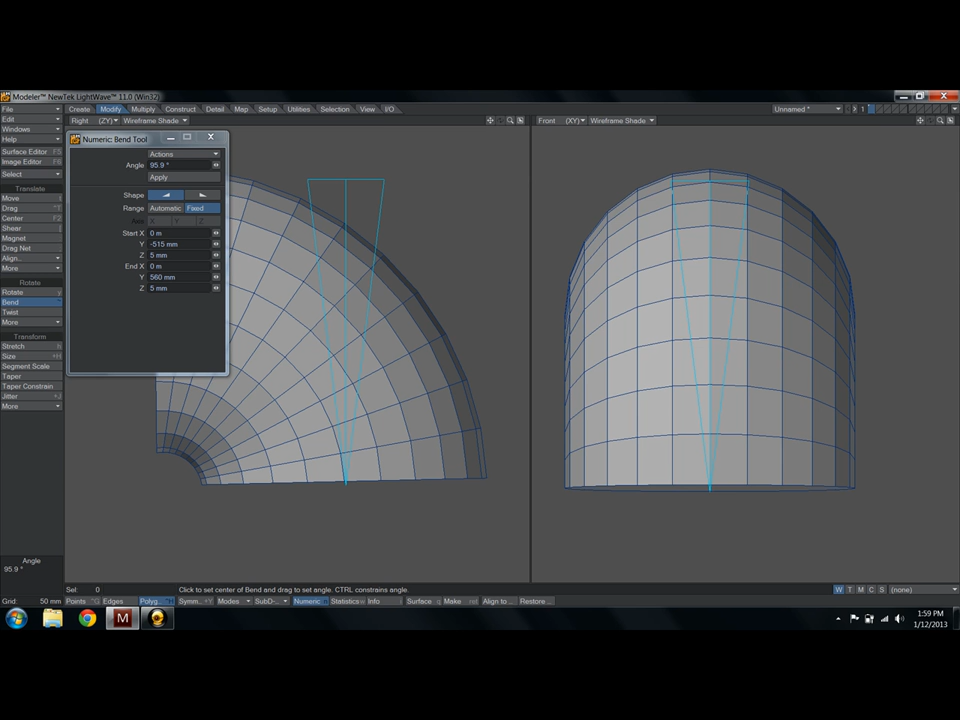 Modeler™ NewTek LightWave™ 11.0 (Win32)
File
Create Modify Multiply Construct Detail Map Setup Utilities Selection View I/O
Unnamed * 1
Edit
Right (ZY) Wireframe Shade
Front (XY) Wireframe Shade
Windows
Help
Numeric: Bend Tool
Surface Editor F5
Image Editor F6
Actions
Angle 95.9 °
Select
Apply
Translate
Shape
Move t
Range Automatic Fixed
Drag ^T
Axis X Y Z
Center F2
Start X 0 m
Shear [
Y -515 mm
Magnet
Z 5 mm
Drag Net
End X 0 m
Align...
Y 560 mm
More
Z 5 mm
Rotate
Rotate y
Bend
Twist
More
Transform
Stretch h
Size +H
Segment Scale
Taper
Taper Constrain
Jitter +J
More
Angle
95.9 °
Sel: 0
Click to set center of Bend and drag to set angle. CTRL constrains angle.
W T M C S (none)
Grid: 50 mm
Points ^G Edges Polyg... ^H Symm... +Y Modes SubD-... Numeric n Statistics w Info i Surface q Make Align to ... Restore...
M
1:59 PM
1/12/2013